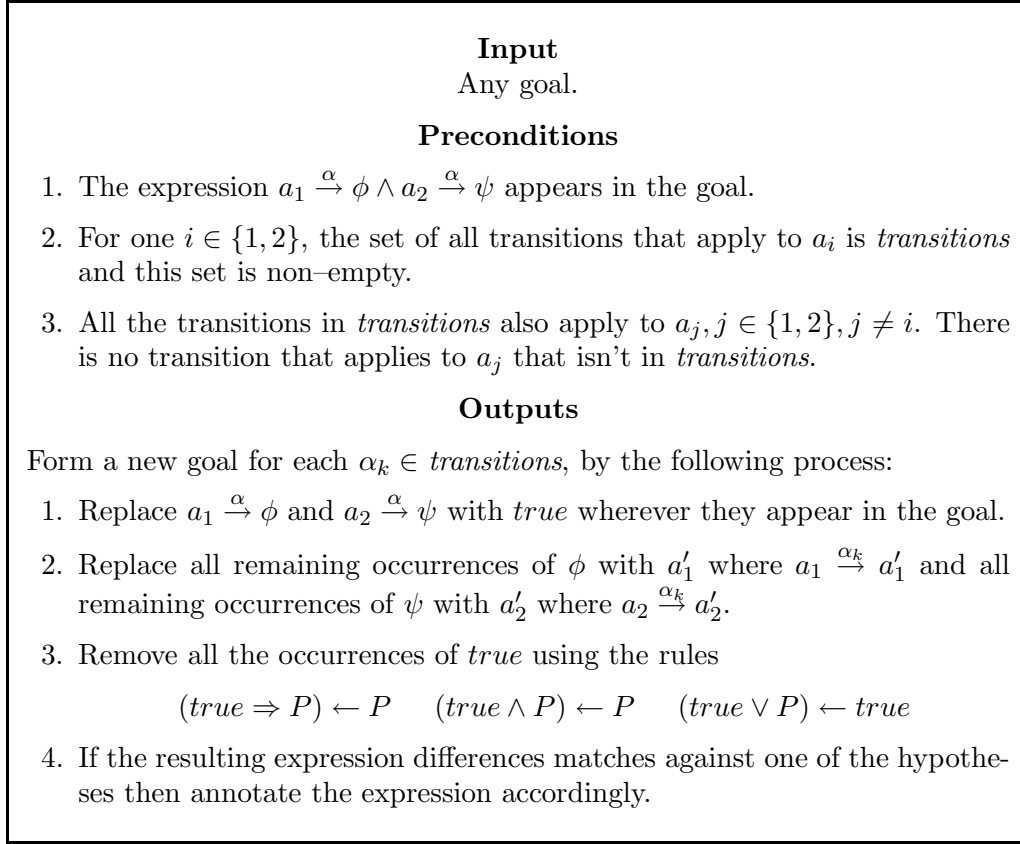 Input
Any goal.
Preconditions
1. The expression a₁ →^α ϕ ∧ a₂ →^α ψ appears in the goal.
2. For one i ∈ {1, 2}, the set of all transitions that apply to aᵢ is transitions
and this set is non–empty.
3. All the transitions in transitions also apply to aⱼ, j ∈ {1, 2}, j ≠ i. There
is no transition that applies to aⱼ that isn't in transitions.
Outputs
Form a new goal for each αₖ ∈ transitions, by the following process:
1. Replace a₁ →^α ϕ and a₂ →^α ψ with true wherever they appear in the goal.
2. Replace all remaining occurrences of ϕ with a′₁ where a₁ →^αₖ a′₁ and all
remaining occurrences of ψ with a′₂ where a₂ →^αₖ a′₂.
3. Remove all the occurrences of true using the rules
(true ⇒ P) ← P (true ∧ P) ← P (true ∨ P) ← true
4. If the resulting expression differences matches against one of the hypothe-
ses then annotate the expression accordingly.